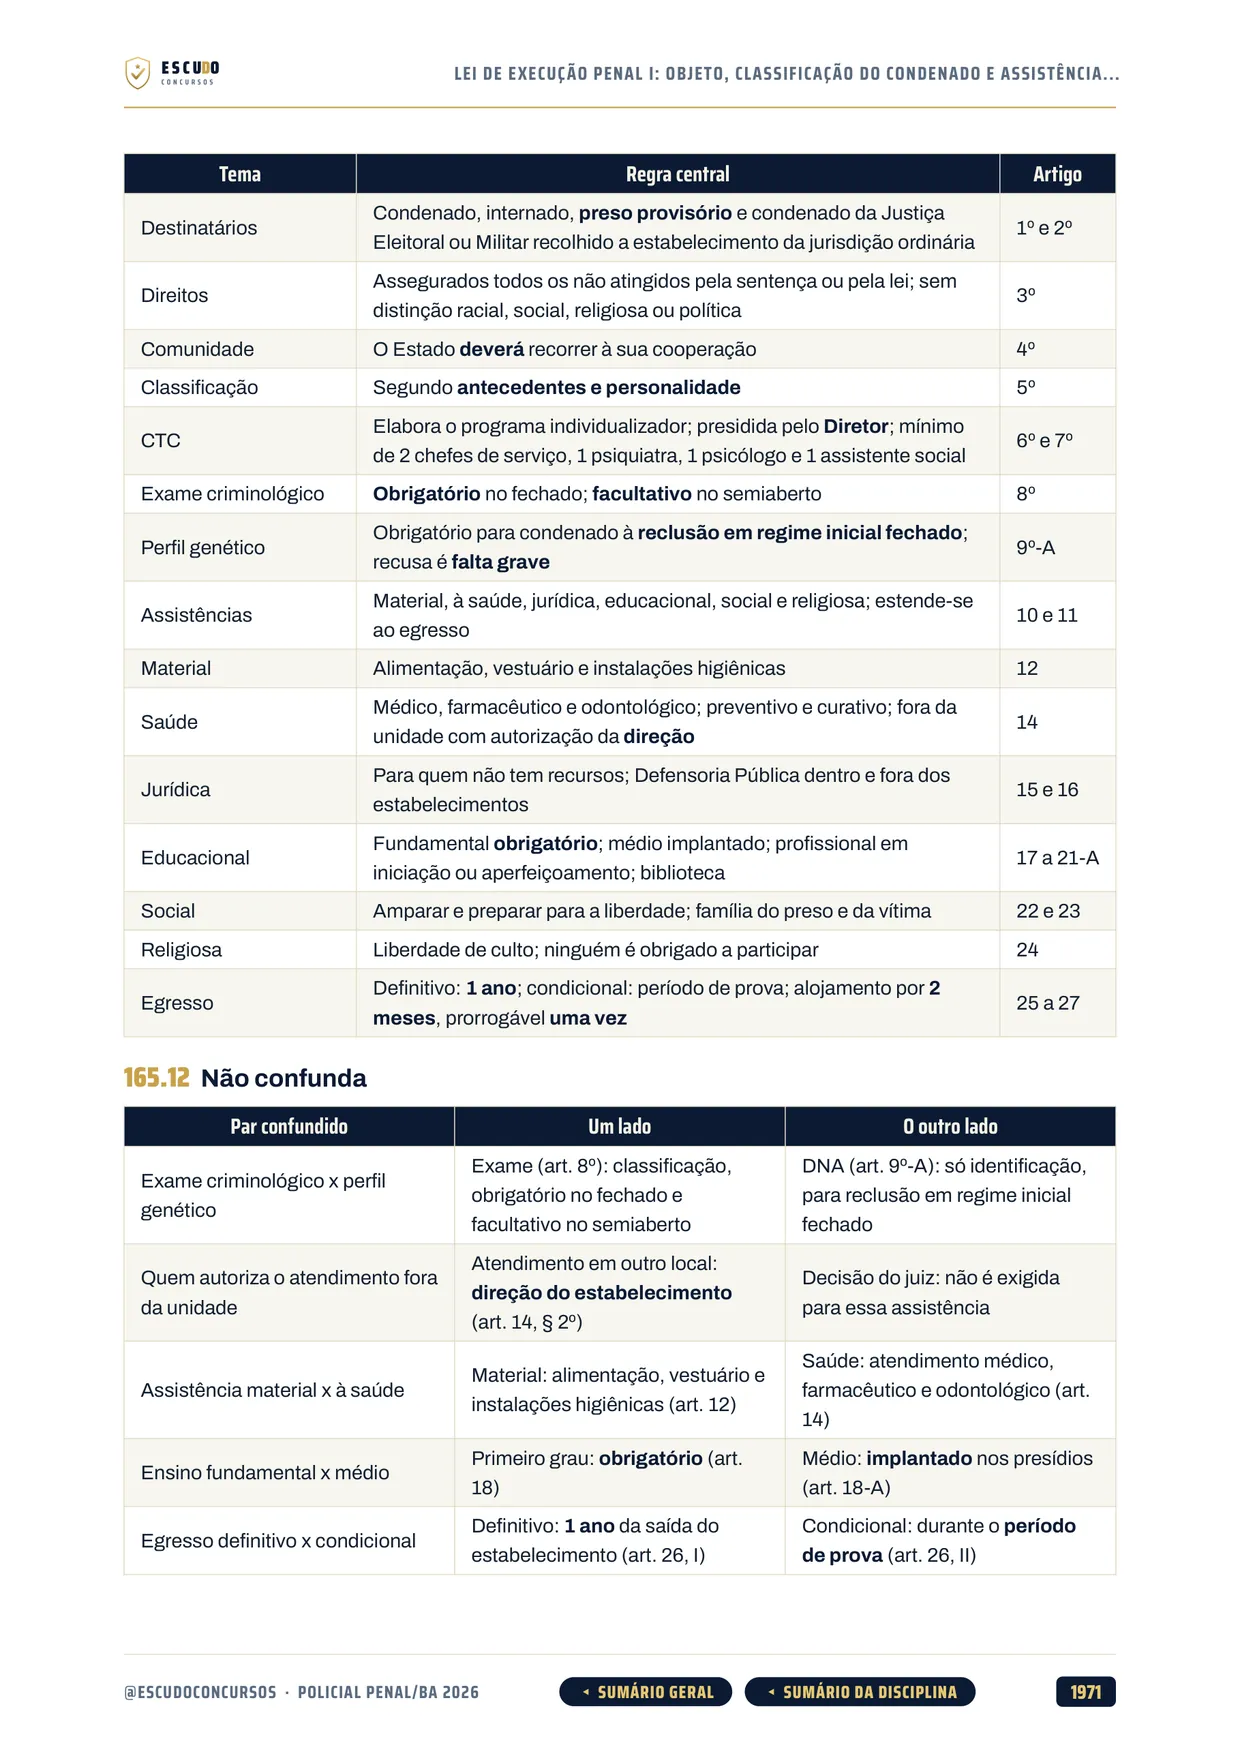 ESCUDO
CONCURSOS
LEI DE EXECUÇÃO PENAL I: OBJETO, CLASSIFICAÇÃO DO CONDENADO E ASSISTÊNCIA...
Tema
Regra central
Artigo
Destinatários
Condenado, internado, preso provisório e condenado da Justiça
Eleitoral ou Militar recolhido a estabelecimento da jurisdição ordinária
1º e 2º
Direitos
Assegurados todos os não atingidos pela sentença ou pela lei; sem
distinção racial, social, religiosa ou política
3º
Comunidade
O Estado deverá recorrer à sua cooperação
4º
Classificação
Segundo antecedentes e personalidade
5º
CTC
Elabora o programa individualizador; presidida pelo Diretor; mínimo
de 2 chefes de serviço, 1 psiquiatra, 1 psicólogo e 1 assistente social
6º e 7º
Exame criminológico
Obrigatório no fechado; facultativo no semiaberto
8º
Perfil genético
Obrigatório para condenado à reclusão em regime inicial fechado;
recusa é falta grave
9º-A
Assistências
Material, à saúde, jurídica, educacional, social e religiosa; estende-se
ao egresso
10 e 11
Material
Alimentação, vestuário e instalações higiênicas
12
Saúde
Médico, farmacêutico e odontológico; preventivo e curativo; fora da
unidade com autorização da direção
14
Jurídica
Para quem não tem recursos; Defensoria Pública dentro e fora dos
estabelecimentos
15 e 16
Educacional
Fundamental obrigatório; médio implantado; profissional em
iniciação ou aperfeiçoamento; biblioteca
17 a 21-A
Social
Amparar e preparar para a liberdade; família do preso e da vítima
22 e 23
Religiosa
Liberdade de culto; ninguém é obrigado a participar
24
Egresso
Definitivo: 1 ano; condicional: período de prova; alojamento por 2
meses, prorrogável uma vez
25 a 27
165.12 Não confunda
Par confundido
Um lado
O outro lado
Exame criminológico x perfil
genético
Exame (art. 8º): classificação,
obrigatório no fechado e
facultativo no semiaberto
DNA (art. 9º-A): só identificação,
para reclusão em regime inicial
fechado
Quem autoriza o atendimento fora
da unidade
Atendimento em outro local:
direção do estabelecimento
(art. 14, § 2º)
Decisão do juiz: não é exigida
para essa assistência
Assistência material x à saúde
Material: alimentação, vestuário e
instalações higiênicas (art. 12)
Saúde: atendimento médico,
farmacêutico e odontológico (art.
14)
Ensino fundamental x médio
Primeiro grau: obrigatório (art.
18)
Médio: implantado nos presídios
(art. 18-A)
Egresso definitivo x condicional
Definitivo: 1 ano da saída do
estabelecimento (art. 26, I)
Condicional: durante o período
de prova (art. 26, II)
@ESCUDOCONCURSOS · POLICIAL PENAL/BA 2026
SUMÁRIO GERAL
SUMÁRIO DA DISCIPLINA
1971